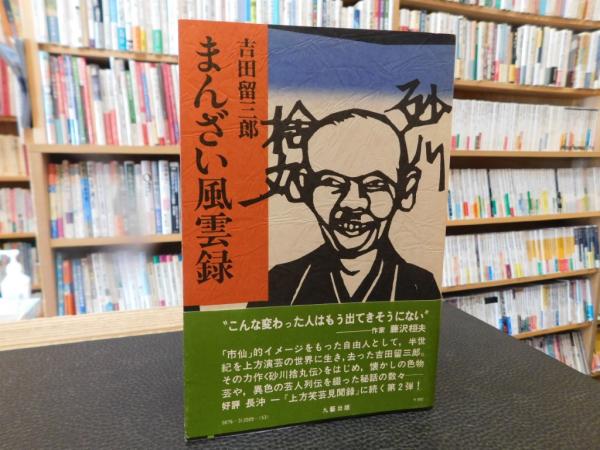 吉田留三郎
まんざい風雲録
砂川
捨丸
"こんな変わった人はもう出てきそうにない"
——作家 藤沢桓夫
「市仙」的イメージをもった自由人として，半世
紀を上方演芸の世界に生き，去った吉田留三郎。
その力作〈砂川捨丸伝〉をはじめ，懐かしの色物
芸や，異色の芸人列伝を綴った秘話の数々——
好評 長沖 一『上方笑芸見聞録』に続く第2弾！
九藝出版